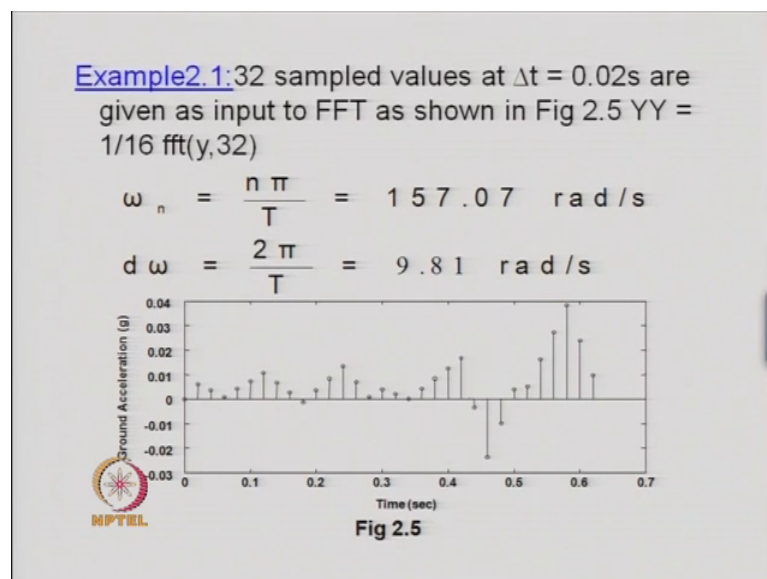 Example2.1:32 sampled values at Δt = 0.02s are
given as input to FFT as shown in Fig 2.5 YY =
1/16 fft(y,32)
ω n = nπ/T = 157.07 rad/s
dω = 2π/T = 9.81 rad/s
Ground Acceleration (g)
0.04
0.03
0.02
0.01
0
-0.01
-0.02
-0.03
0 0.1 0.2 0.3 0.4 0.5 0.6 0.7
Time (sec)
Fig 2.5
NPTEL